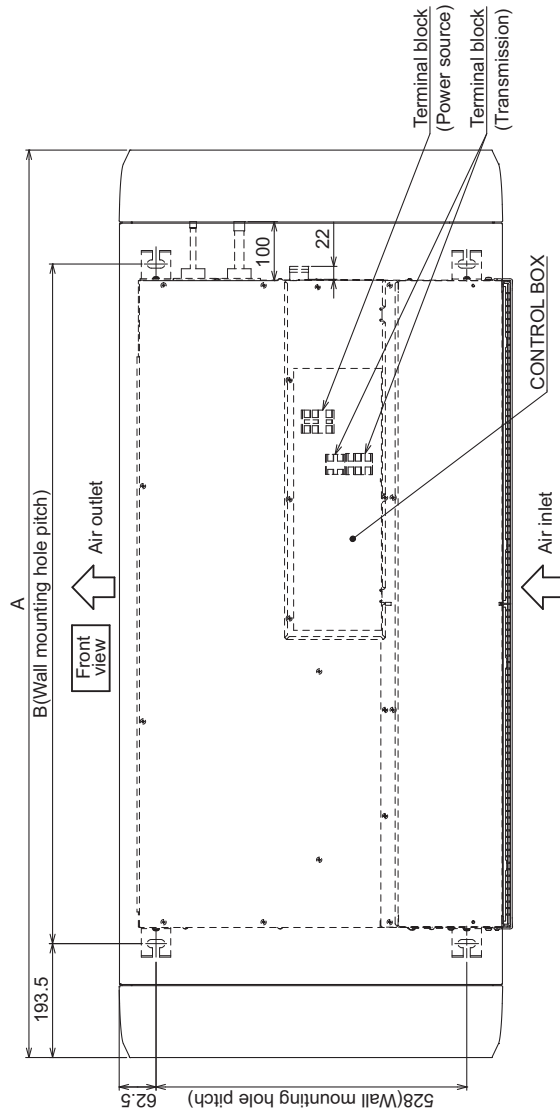 A
B(Wall mounting hole pitch)
193.5
Front
view
Air outlet
100
22
62.5
528(Wall mounting hole pitch)
Terminal block
(Power source)
Terminal block
(Transmission)
CONTROL BOX
Air inlet